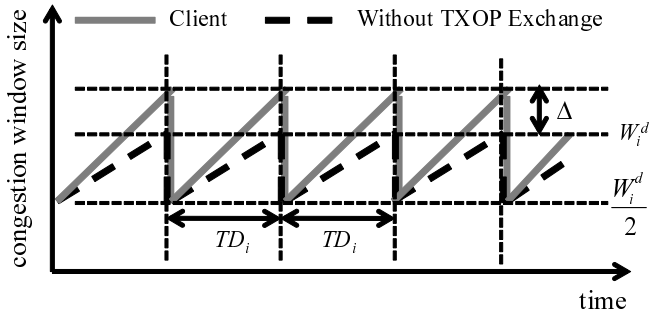 Client
Without TXOP Exchange
congestion window size
Δ
W_i^d
W_i^d / 2
TD_i
TD_i
time